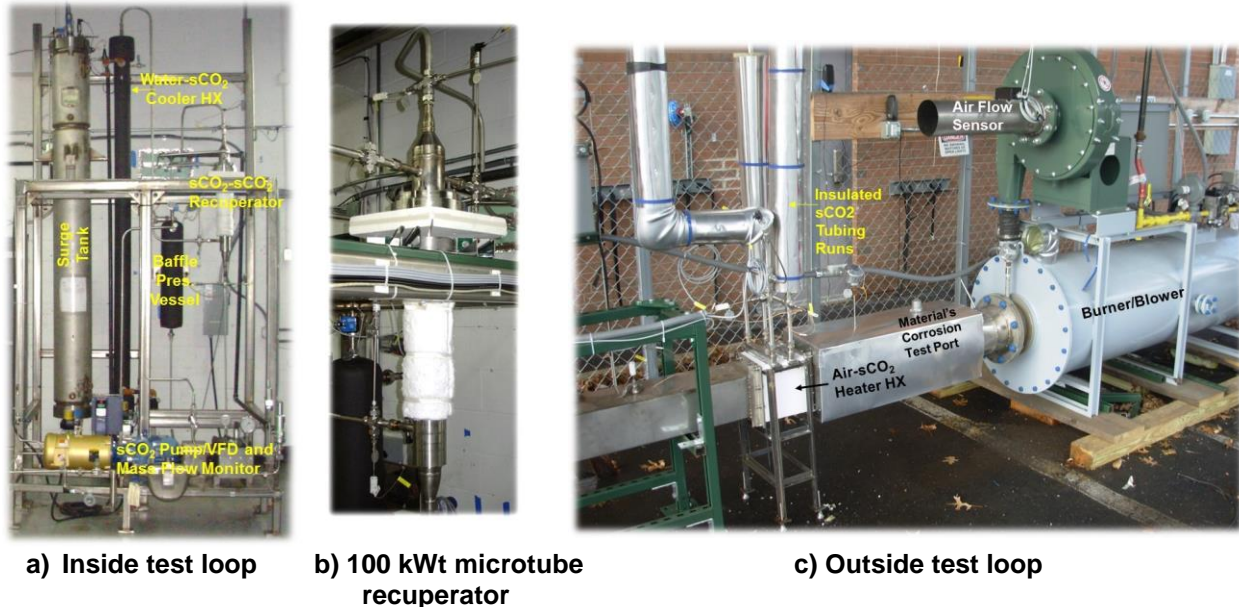 Water-sCO₂
Cooler HX
sCO₂-sCO₂
Recuperator
Surge
Tank
Baffle
Pres.
Vessel
sCO₂ Pump/VFD and
Mass Flow Monitor
a) Inside test loop
b) 100 kWt microtube
recuperator
Air Flow
Sensor
Insulated
sCO2
Tubing
Runs
Material's
Corrosion
Test Port
Burner/Blower
Air-sCO₂
Heater HX
c) Outside test loop